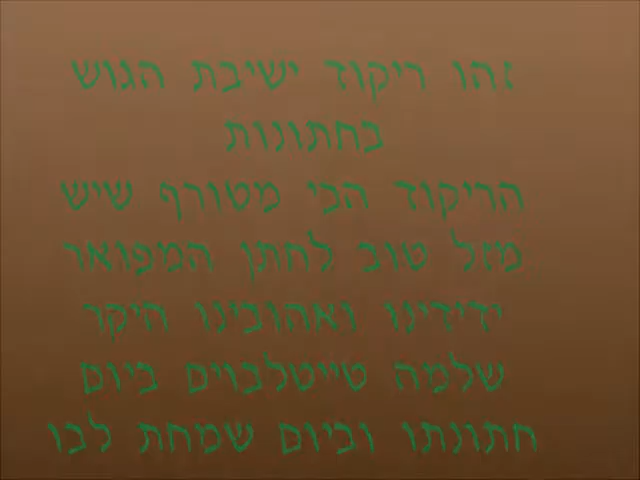 זהו ריקוד ישיבת הגוש
בחתונות
הריקוד הכי מטורף שיש
מזל טוב לחתן המפואר
ידידינו ואהובינו היקר
שלמה טייטלבוים ביום
חתונתו וביום שמחת לבו